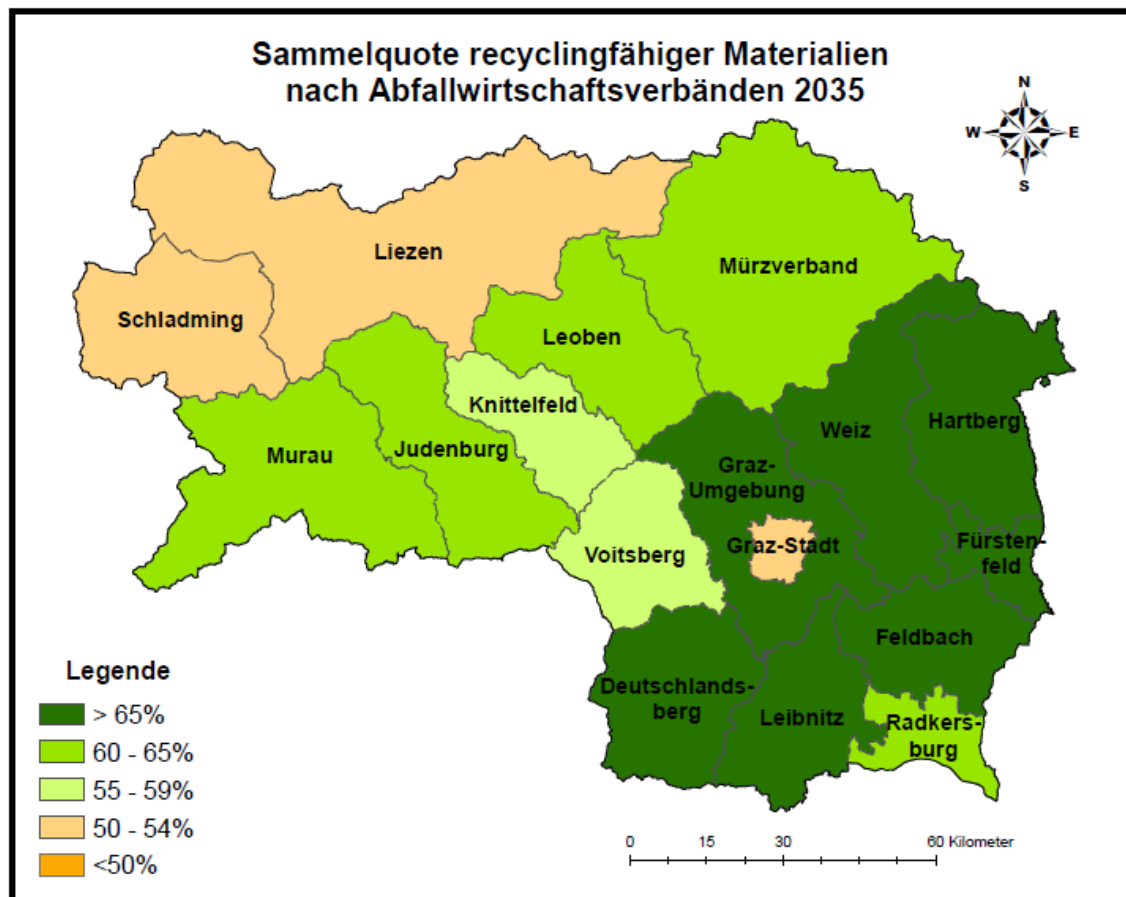 Sammelquote recyclingfähiger Materialien
nach Abfallwirtschaftsverbänden 2035
N
W
E
S
Liezen
Mürzverband
Schladming
Leoben
Knittelfeld
Hartberg
Weiz
Murau
Judenburg
Graz-
Umgebung
Voitsberg
Graz-Stadt
Fürsten-
feld
Feldbach
Deutschlands-
berg
Leibnitz
Radkers-
burg
Legende
> 65%
60 - 65%
55 - 59%
50 - 54%
<50%
0 15 30 60 Kilometer